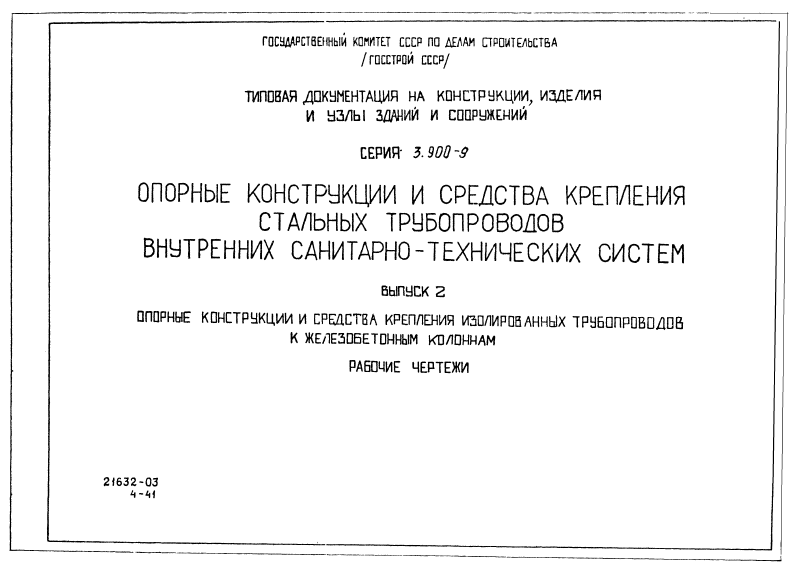 ГОСУДАРСТВЕННЫЙ КОМИТЕТ СССР ПО ДЕЛАМ СТРОИТЕЛЬСТВА
/ГОССТРОЙ СССР/
ТИПОВАЯ ДОКУМЕНТАЦИЯ НА КОНСТРУКЦИИ, ИЗДЕЛИЯ
И УЗЛЫ ЗДАНИЙ И СООРУЖЕНИЙ
СЕРИЯ 3.900-9
ОПОРНЫЕ КОНСТРУКЦИИ И СРЕДСТВА КРЕПЛЕНИЯ
СТАЛЬНЫХ ТРУБОПРОВОДОВ
ВНУТРЕННИХ САНИТАРНО-ТЕХНИЧЕСКИХ СИСТЕМ
ВЫПУСК 2
ОПОРНЫЕ КОНСТРУКЦИИ И СРЕДСТВА КРЕПЛЕНИЯ ИЗОЛИРОВАННЫХ ТРУБОПРОВОДОВ
К ЖЕЛЕЗОБЕТОННЫМ КОЛОННАМ
РАБОЧИЕ ЧЕРТЕЖИ
21632-03
4-41